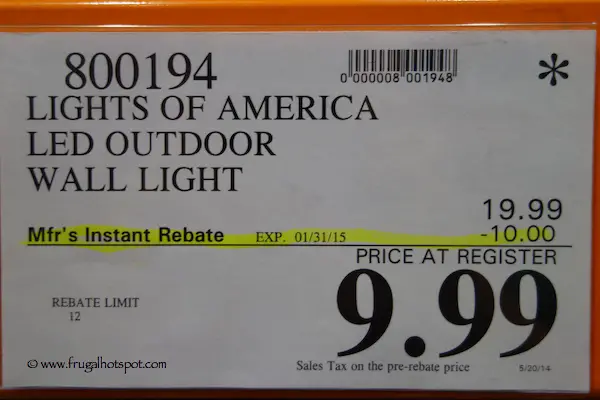 800194
0 000008 001948
*
LIGHTS OF AMERICA
LED OUTDOOR
WALL LIGHT
19.99
Mfr's Instant Rebate EXP. 01/31/15 -10.00
PRICE AT REGISTER
9.99
REBATE LIMIT
12
Sales Tax on the pre-rebate price 5/20/14
© www.frugalhotspot.com